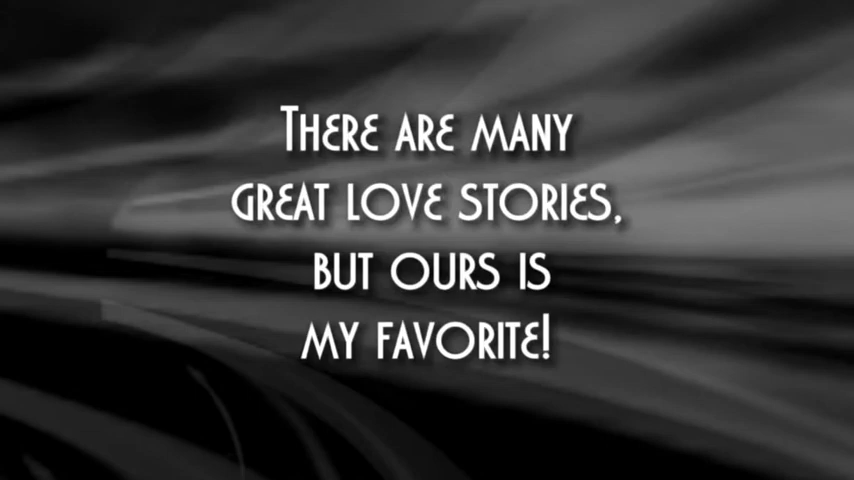 There are many
great love stories,
but ours is
my favorite!